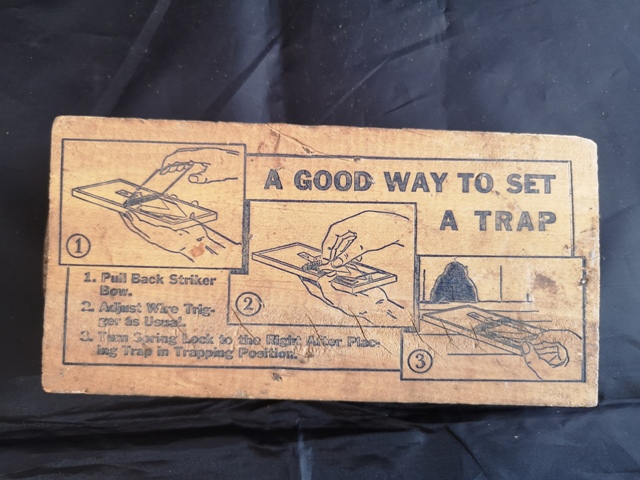 A GOOD WAY TO SET
A TRAP
1
1. Pull Back Striker
Bow.
2. Adjust Wire Trig-
ger as Usual.
3. Turn Spring Lock to the Right After Plac-
ing Trap in Trapping Position.
2
3